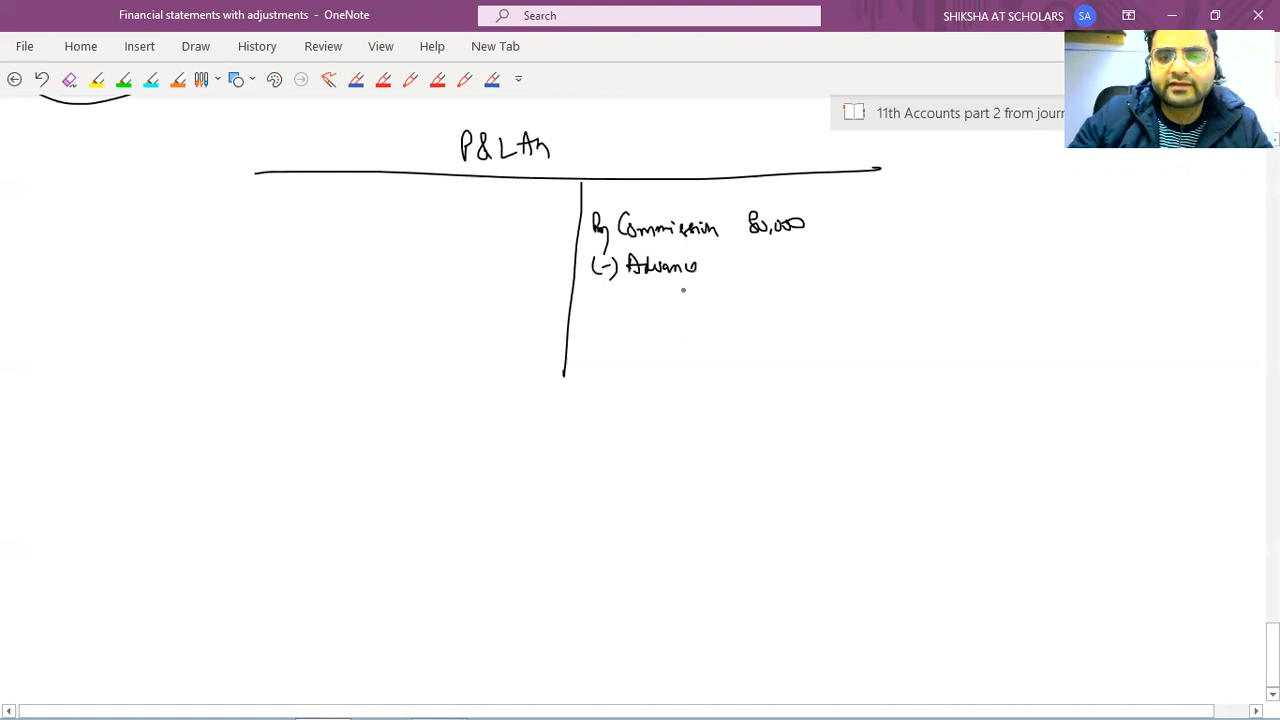 Financial statements with adjustments - OneNote
Search
SHIKSHA AT SCHOLARS SA
File Home Insert Draw History Review View Help New Tab
11th Accounts part 2 from jour
P & L A/c
By Commission 80,000
(-) Advance